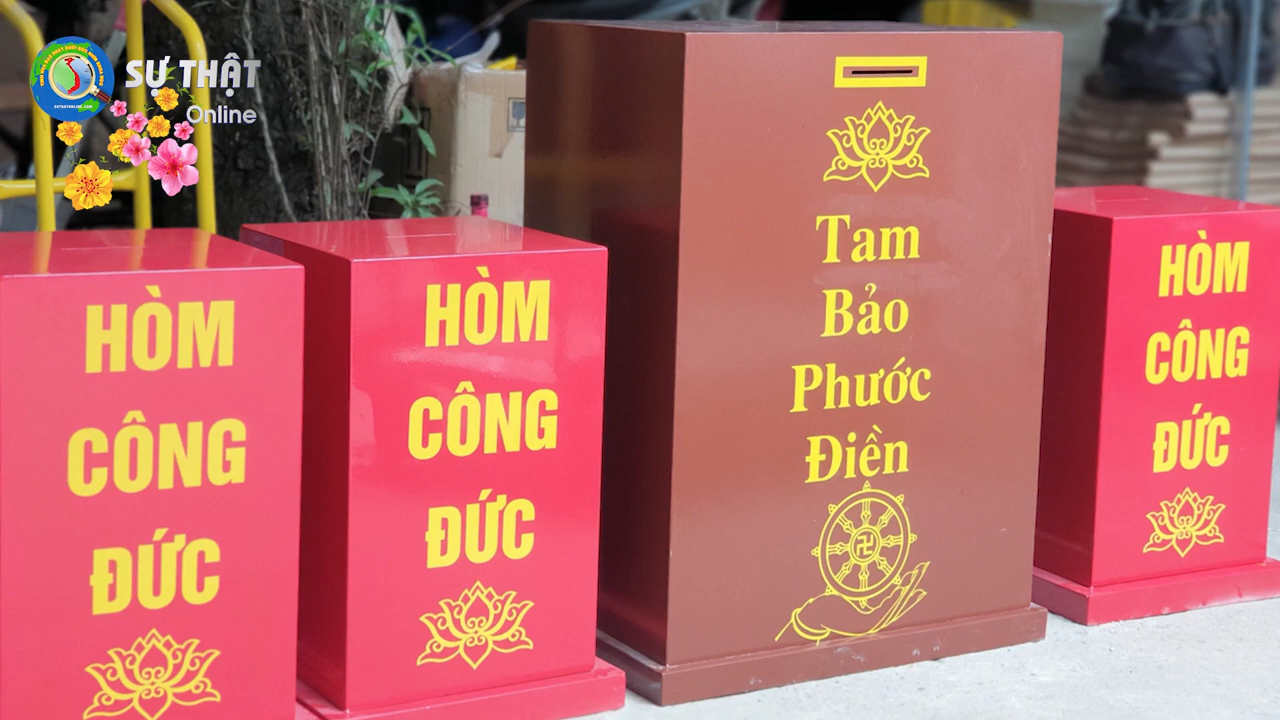 SỰ THẬT
Online
HÒM
CÔNG
ĐỨC
HÒM
CÔNG
ĐỨC
Tam
Bảo
Phước
Điền
HÒM
CÔNG
ĐỨC